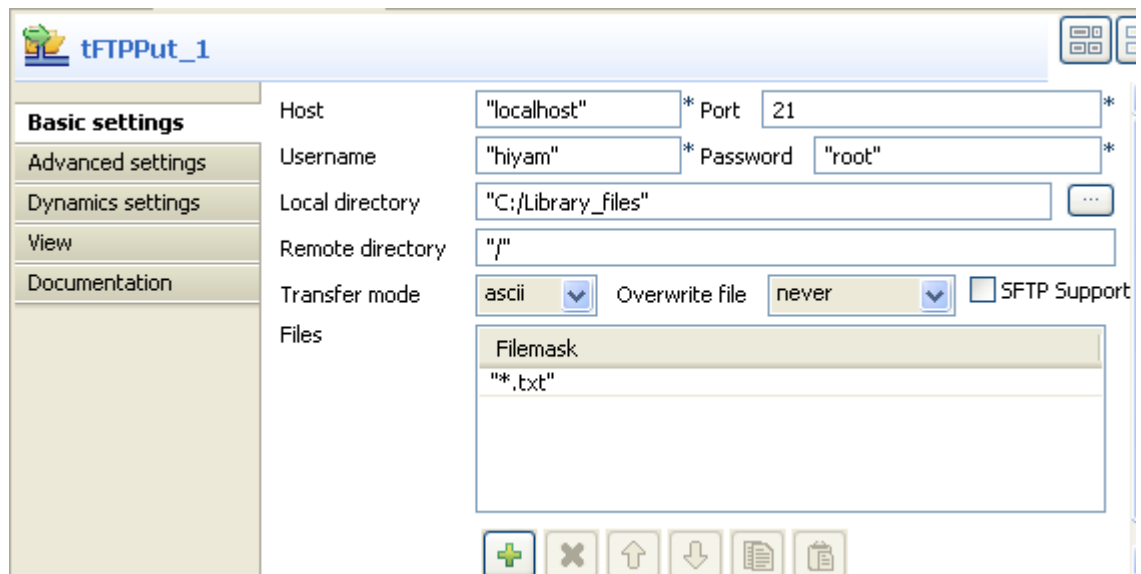 tFTPPut_1
Basic settings
Advanced settings
Dynamics settings
View
Documentation
Host "localhost" * Port 21 *
Username "hiyam" * Password "root" *
Local directory "C:/Library_files" ...
Remote directory "/"
Transfer mode ascii Overwrite file never SFTP Support
Files
Filemask
"*.txt"